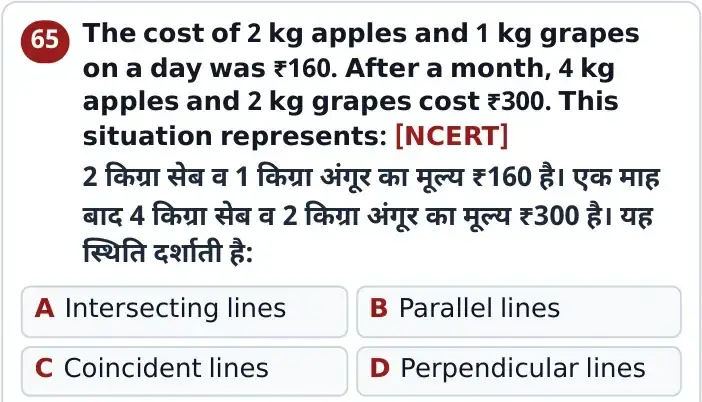 65 The cost of 2 kg apples and 1 kg grapes
on a day was ₹160. After a month, 4 kg
apples and 2 kg grapes cost ₹300. This
situation represents: [NCERT]
2 किग्रा सेब व 1 किग्रा अंगूर का मूल्य ₹160 है। एक माह
बाद 4 किग्रा सेब व 2 किग्रा अंगूर का मूल्य ₹300 है। यह
स्थिति दर्शाती है:
A Intersecting lines
B Parallel lines
C Coincident lines
D Perpendicular lines